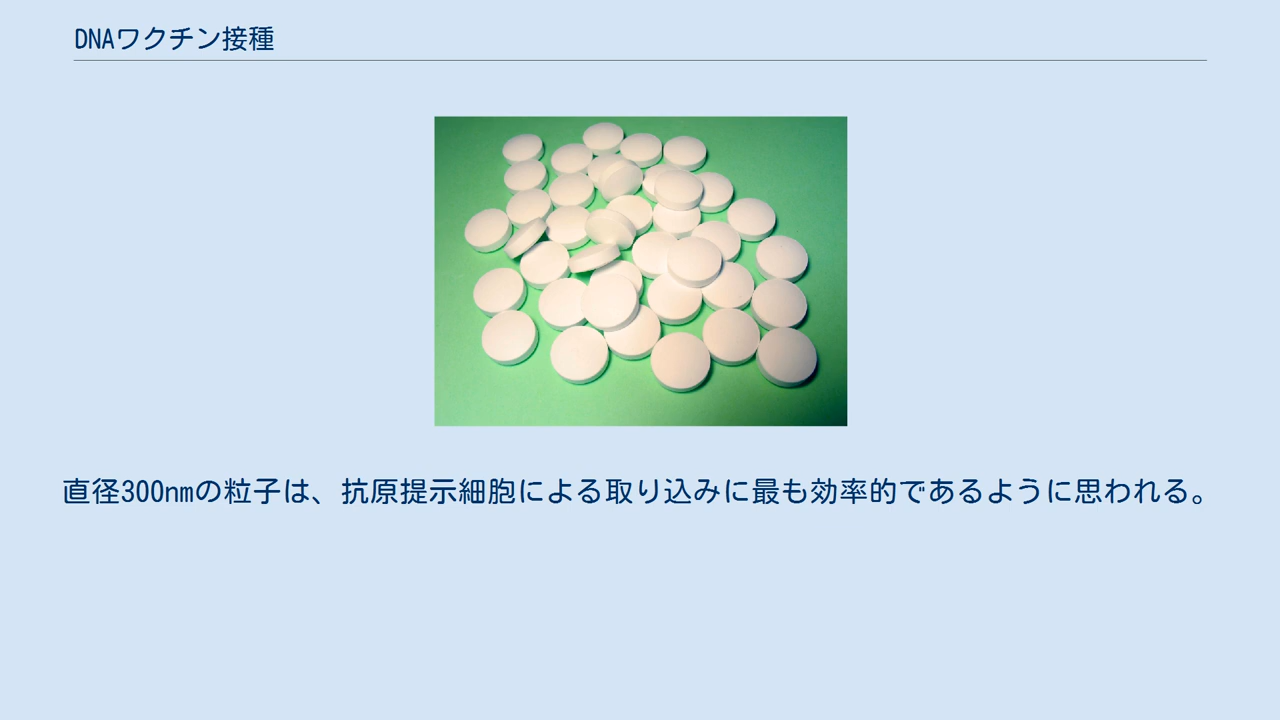 DNAワクチン接種
直径300nmの粒子は、抗原提示細胞による取り込みに最も効率的であるように思われる。